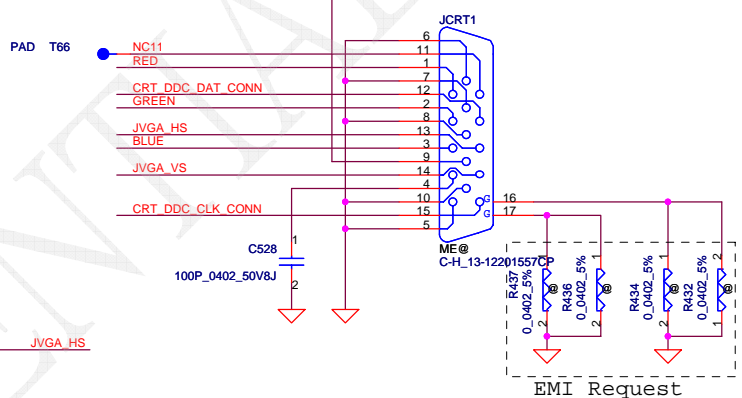 JCRT1
PAD T66
NC11
RED
CRT_DDC_DAT_CONN
GREEN
JVGA_HS
BLUE
JVGA_VS
CRT_DDC_CLK_CONN
6
11
1
7
12
2
8
13
3
9
14
4
10
15
5
G 16
G 17
ME@
C-H_13-12201557CP
C528
1
100P_0402_50V8J
2
R437
0_0402_5%
1
2
@
R436
0_0402_5%
1
2
@
R434
0_0402_5%
1
2
@
R432
0_0402_5%
2
1
@
JVGA_HS
EMI Request
ENTIAL